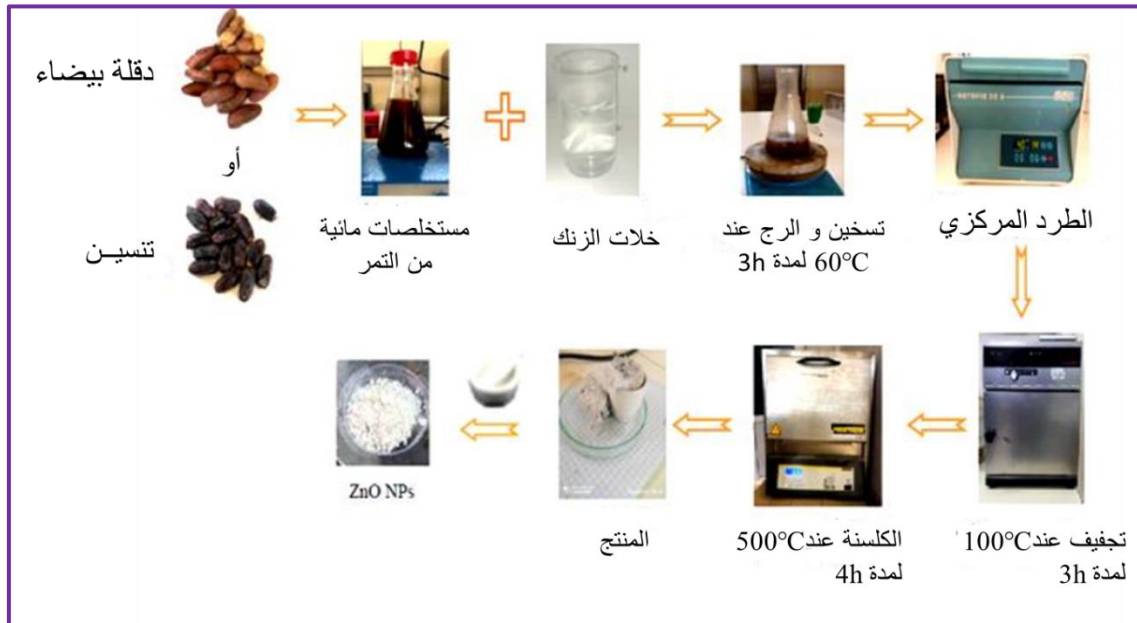 دقلة بيضاء
أو
تنسيــن
مستخلصات مائية
من التمر
خلات الزنك
تسخين و الرج عند
60°C لمدة 3h
الطرد المركزي
تجفيف عند100°C
لمدة 3h
الكلسنة عند500°C
لمدة 4h
المنتج
ZnO NPs